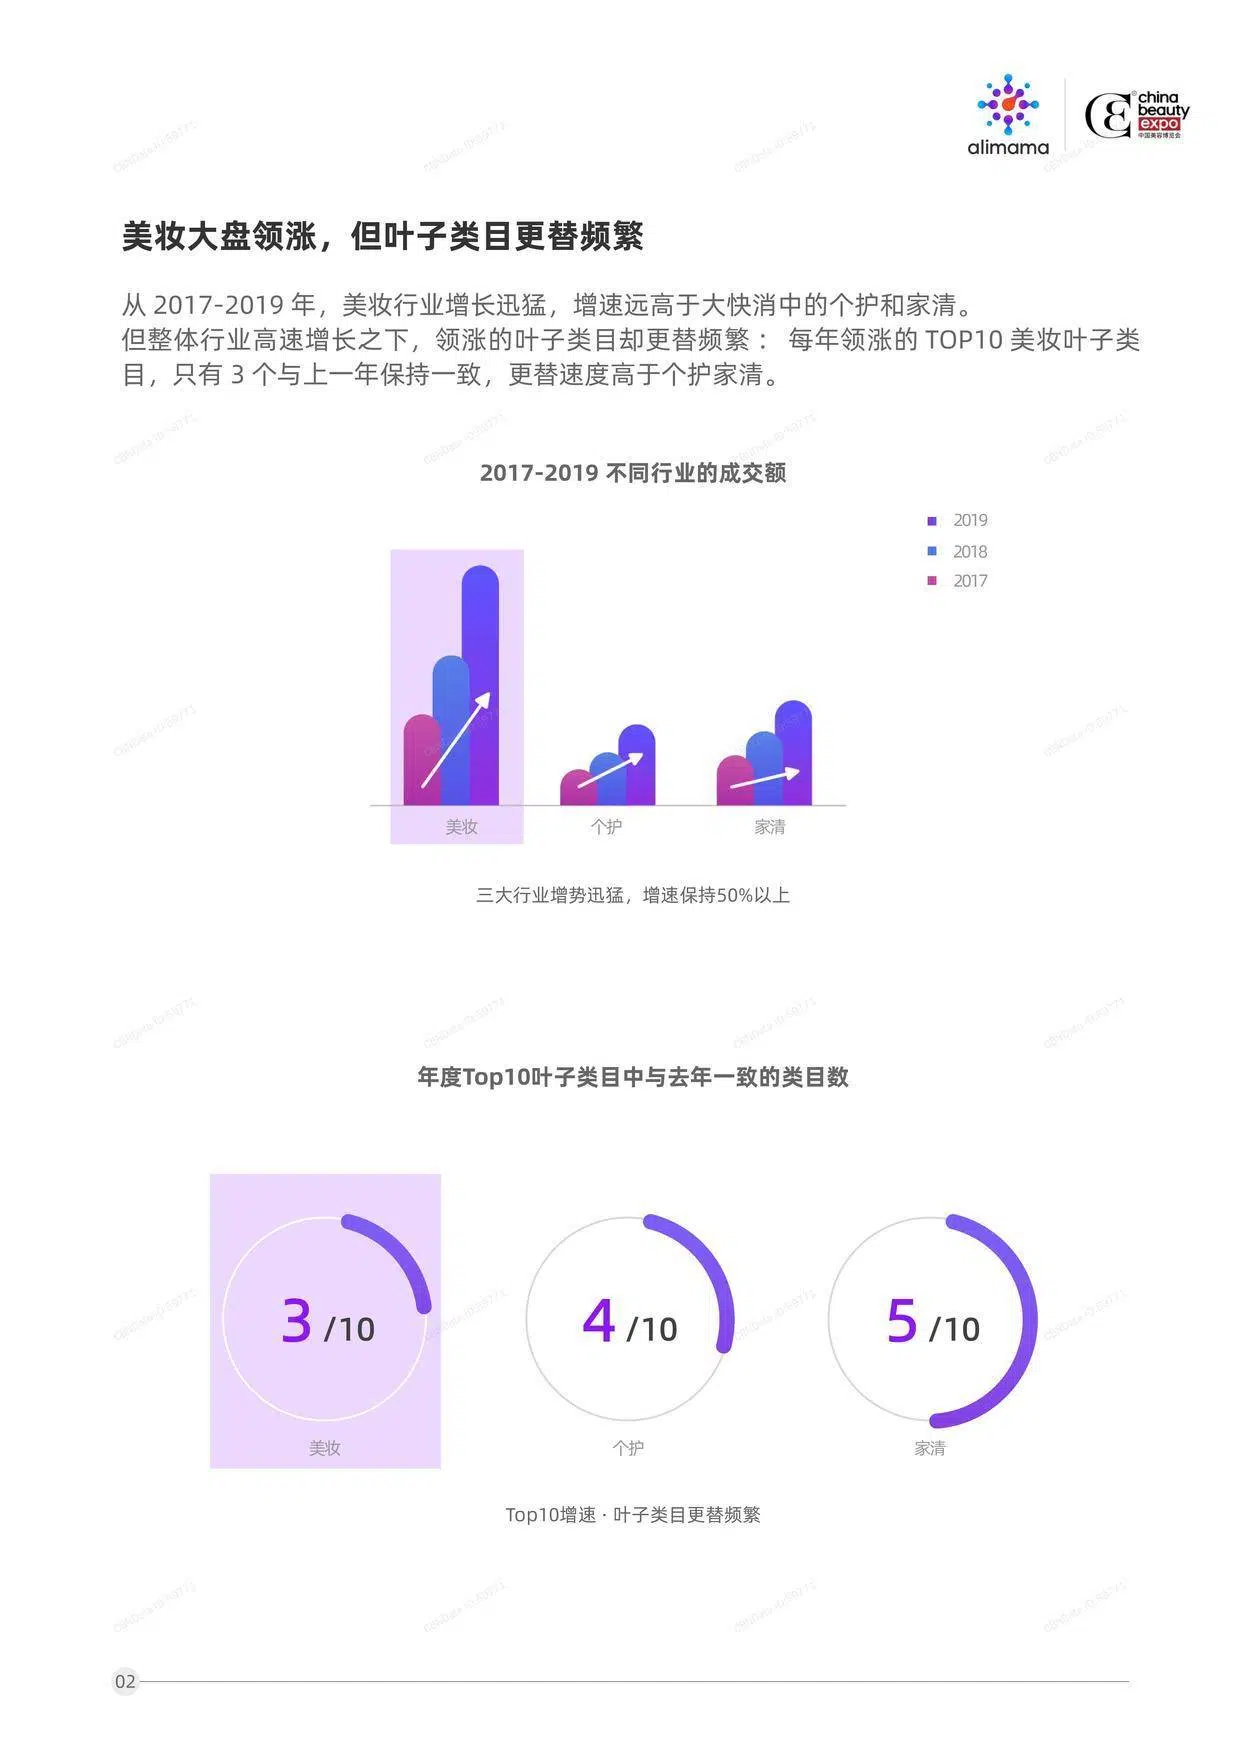 alimama
china
beauty
expo
中国美容博览会
美妆大盘领涨，但叶子类目更替频繁
从 2017-2019 年，美妆行业增长迅猛，增速远高于大快消中的个护和家清。
但整体行业高速增长之下，领涨的叶子类目却更替频繁： 每年领涨的 TOP10 美妆叶子类
目，只有 3 个与上一年保持一致，更替速度高于个护家清。
2017-2019 不同行业的成交额
2019
2018
2017
美妆
个护
家清
三大行业增势迅猛，增速保持50%以上
年度Top10叶子类目中与去年一致的类目数
3 /10
4 /10
5 /10
美妆
个护
家清
Top10增速 · 叶子类目更替频繁
02
CBNData ID:59771